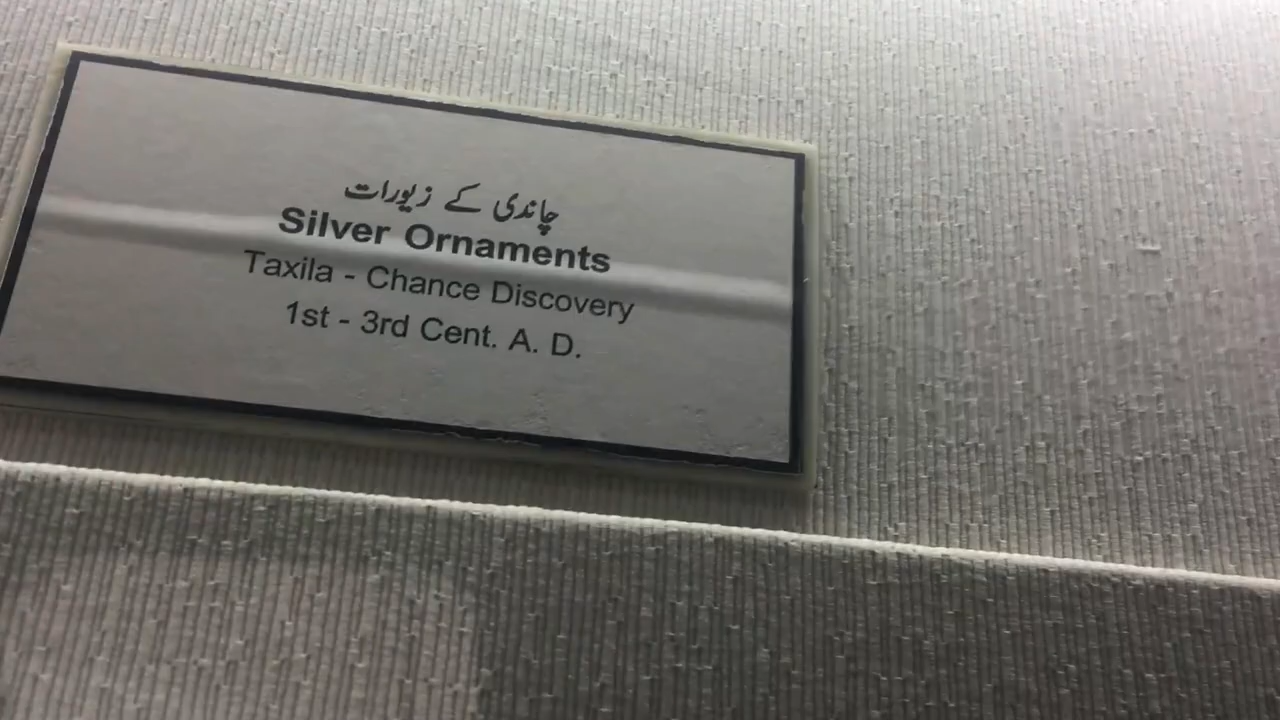 چاندی کے زیورات
Silver Ornaments
Taxila - Chance Discovery
1st - 3rd Cent. A. D.